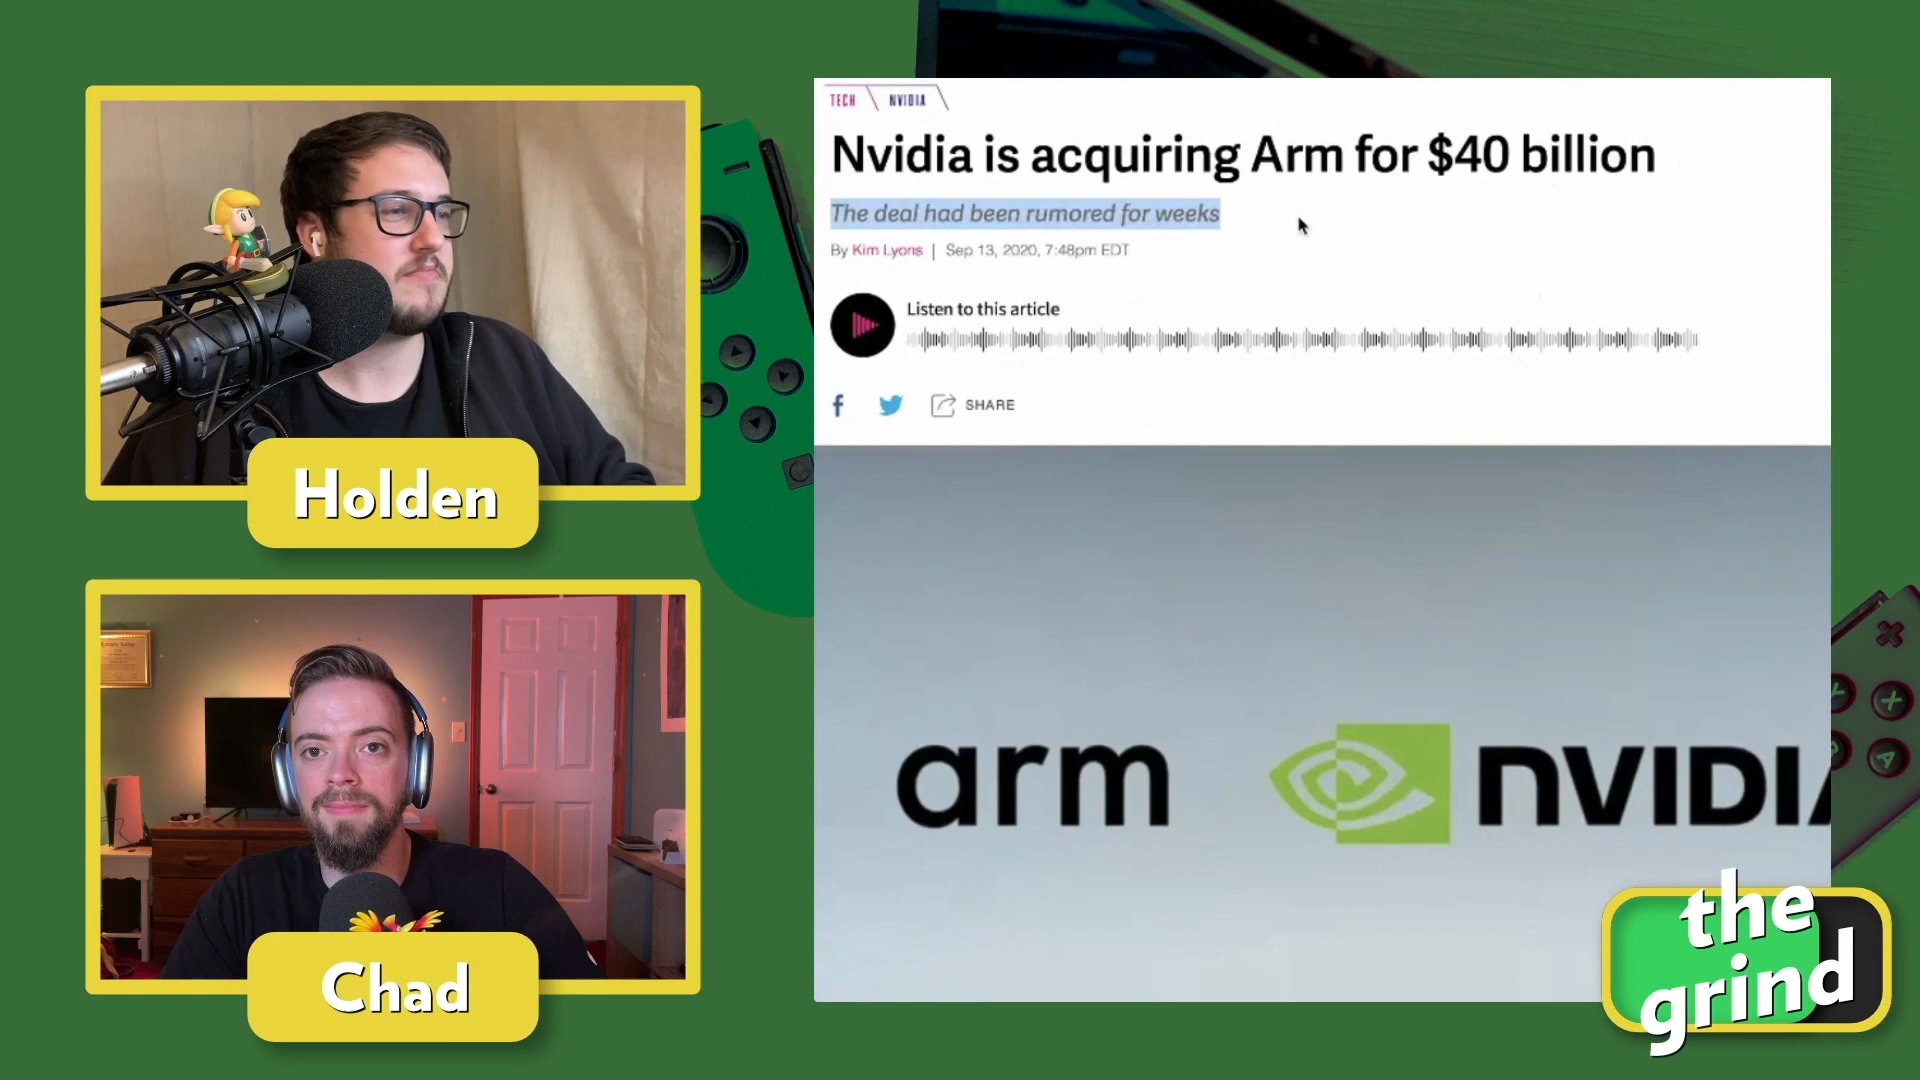 TECH NVIDIA
Nvidia is acquiring Arm for $40 billion
The deal had been rumored for weeks
By Kim Lyons | Sep 13, 2020, 7:48pm EDT
Listen to this article
SHARE
arm NVIDIA
Holden
Chad
the
grind
Y
X
A